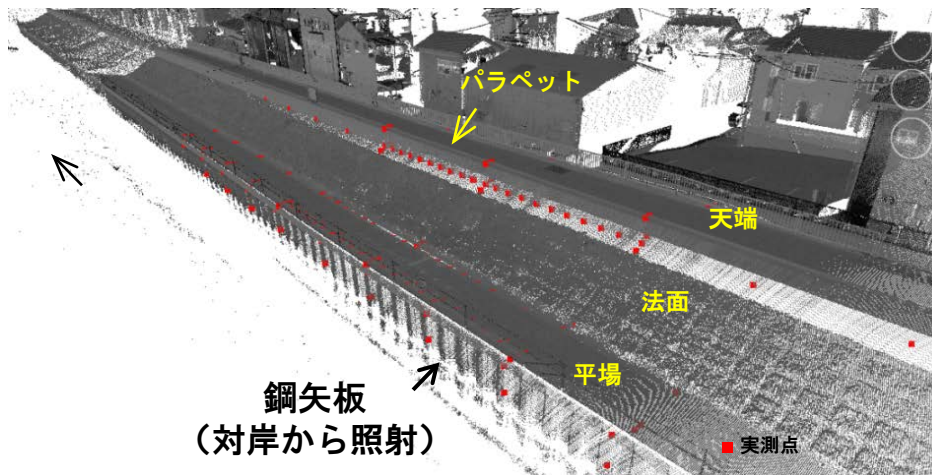 パラペット
天端
法面
平場
鋼矢板
（対岸から照射）
実測点